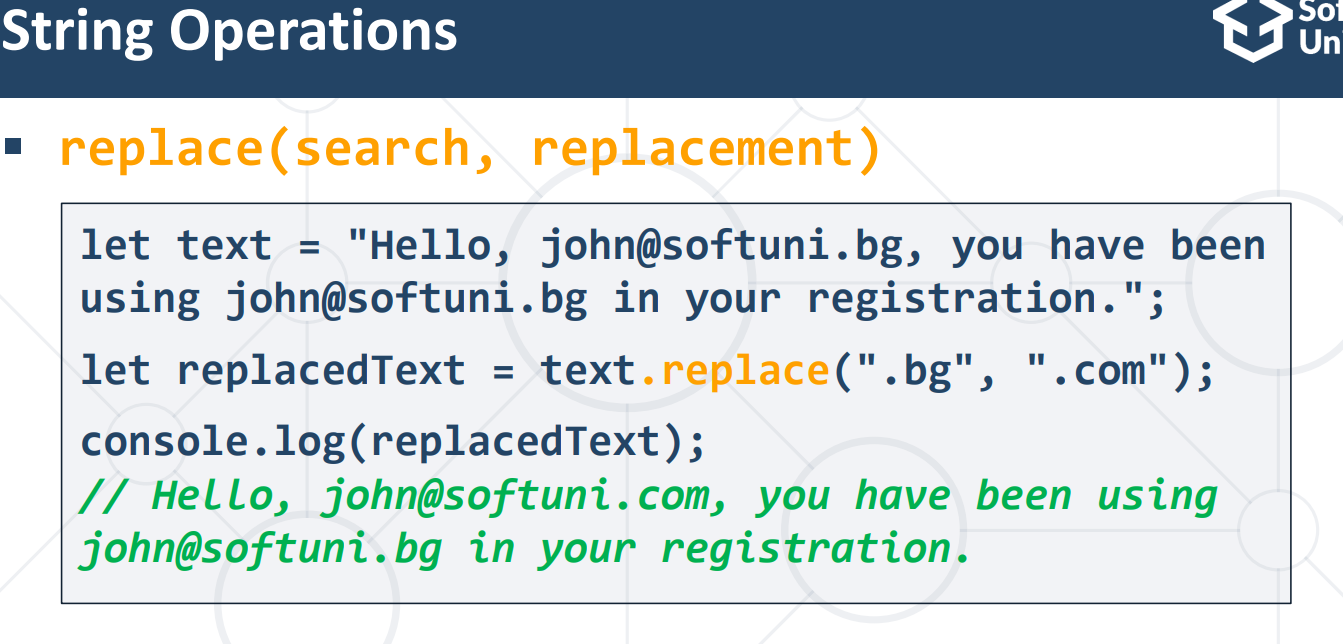 String Operations
▪ replace(search, replacement)
let text = "Hello, john@softuni.bg, you have been
using john@softuni.bg in your registration.";
let replacedText = text.replace(".bg", ".com");
console.log(replacedText);
// Hello, john@softuni.com, you have been using
john@softuni.bg in your registration.